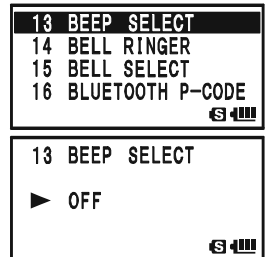 13 BEEP SELECT
14 BELL RINGER
15 BELL SELECT
16 BLUETOOTH P-CODE
S
13 BEEP SELECT
▶ OFF
S